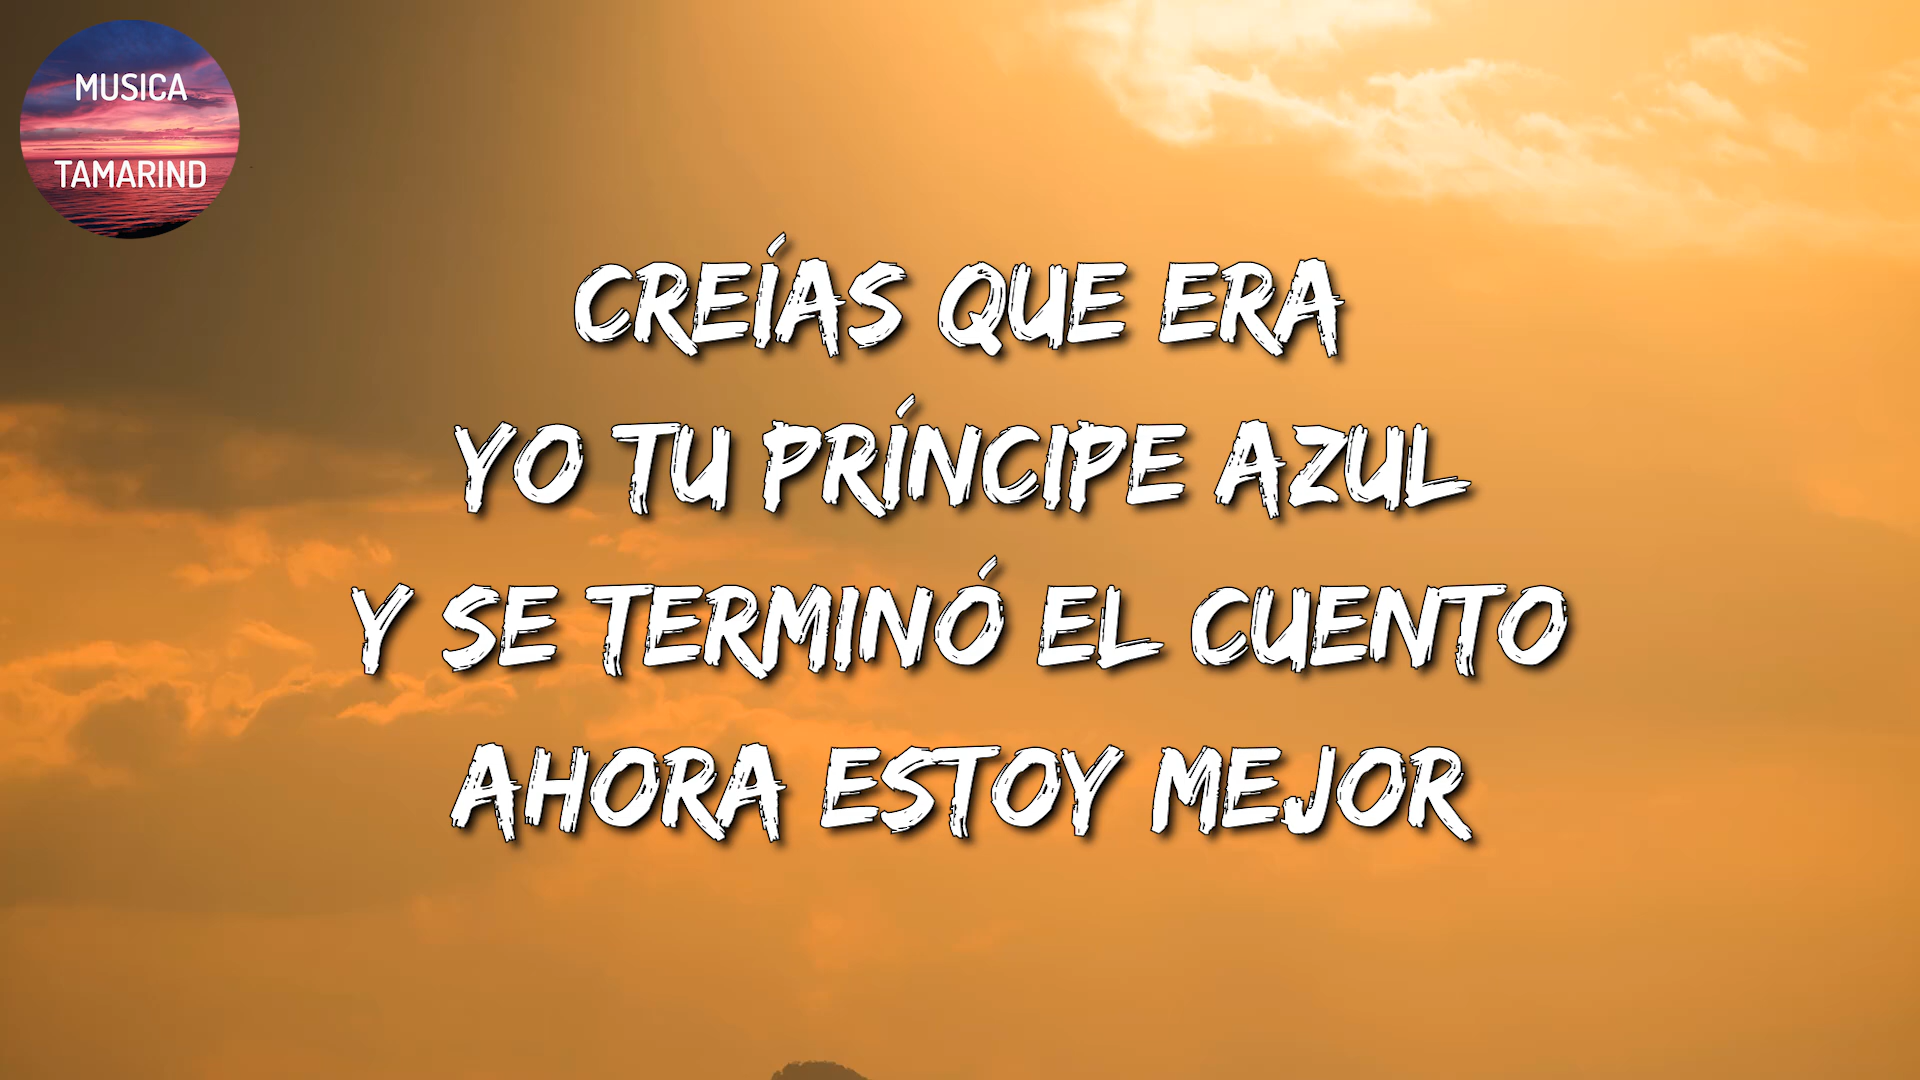 MUSICA
TAMARIND
CREÍAS QUE ERA
YO TU PRÍNCIPE AZUL
Y SE TERMINÓ EL CUENTO
AHORA ESTOY MEJOR